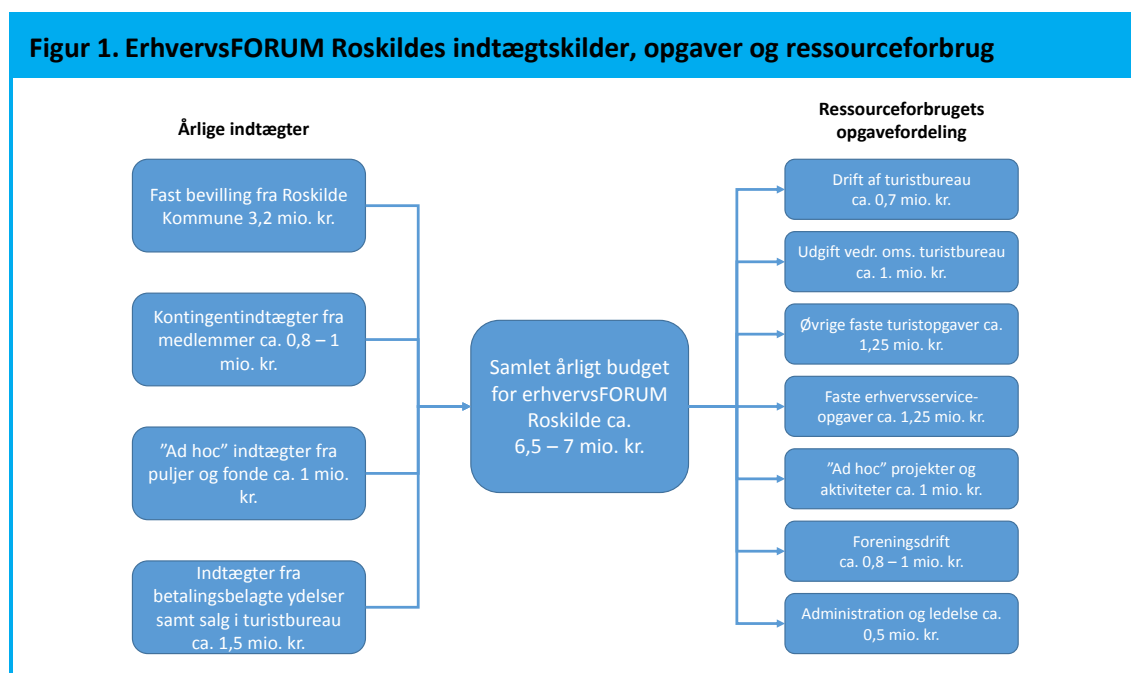 Figur 1. ErhvervsFORUM Roskildes indtægtskilder, opgaver og ressourceforbrug
Årlige indtægter
Fast bevilling fra Roskilde
Kommune 3,2 mio. kr.
Kontingentindtægter fra
medlemmer ca. 0,8 – 1
mio. kr.
”Ad hoc” indtægter fra
puljer og fonde ca. 1 mio.
kr.
Indtægter fra
betalingsbelagte ydelser
samt salg i turistbureau
ca. 1,5 mio. kr.
Samlet årligt budget
for erhvervsFORUM
Roskilde ca.
6,5 – 7 mio. kr.
Ressourceforbrugets
opgavefordeling
Drift af turistbureau
ca. 0,7 mio. kr.
Udgift vedr. oms. turistbureau
ca. 1. mio. kr.
Øvrige faste turistopgaver ca.
1,25 mio. kr.
Faste erhvervsservice-
opgaver ca. 1,25 mio. kr.
”Ad hoc” projekter og
aktiviteter ca. 1 mio. kr.
Foreningsdrift
ca. 0,8 – 1 mio. kr.
Administration og ledelse ca.
0,5 mio. kr.